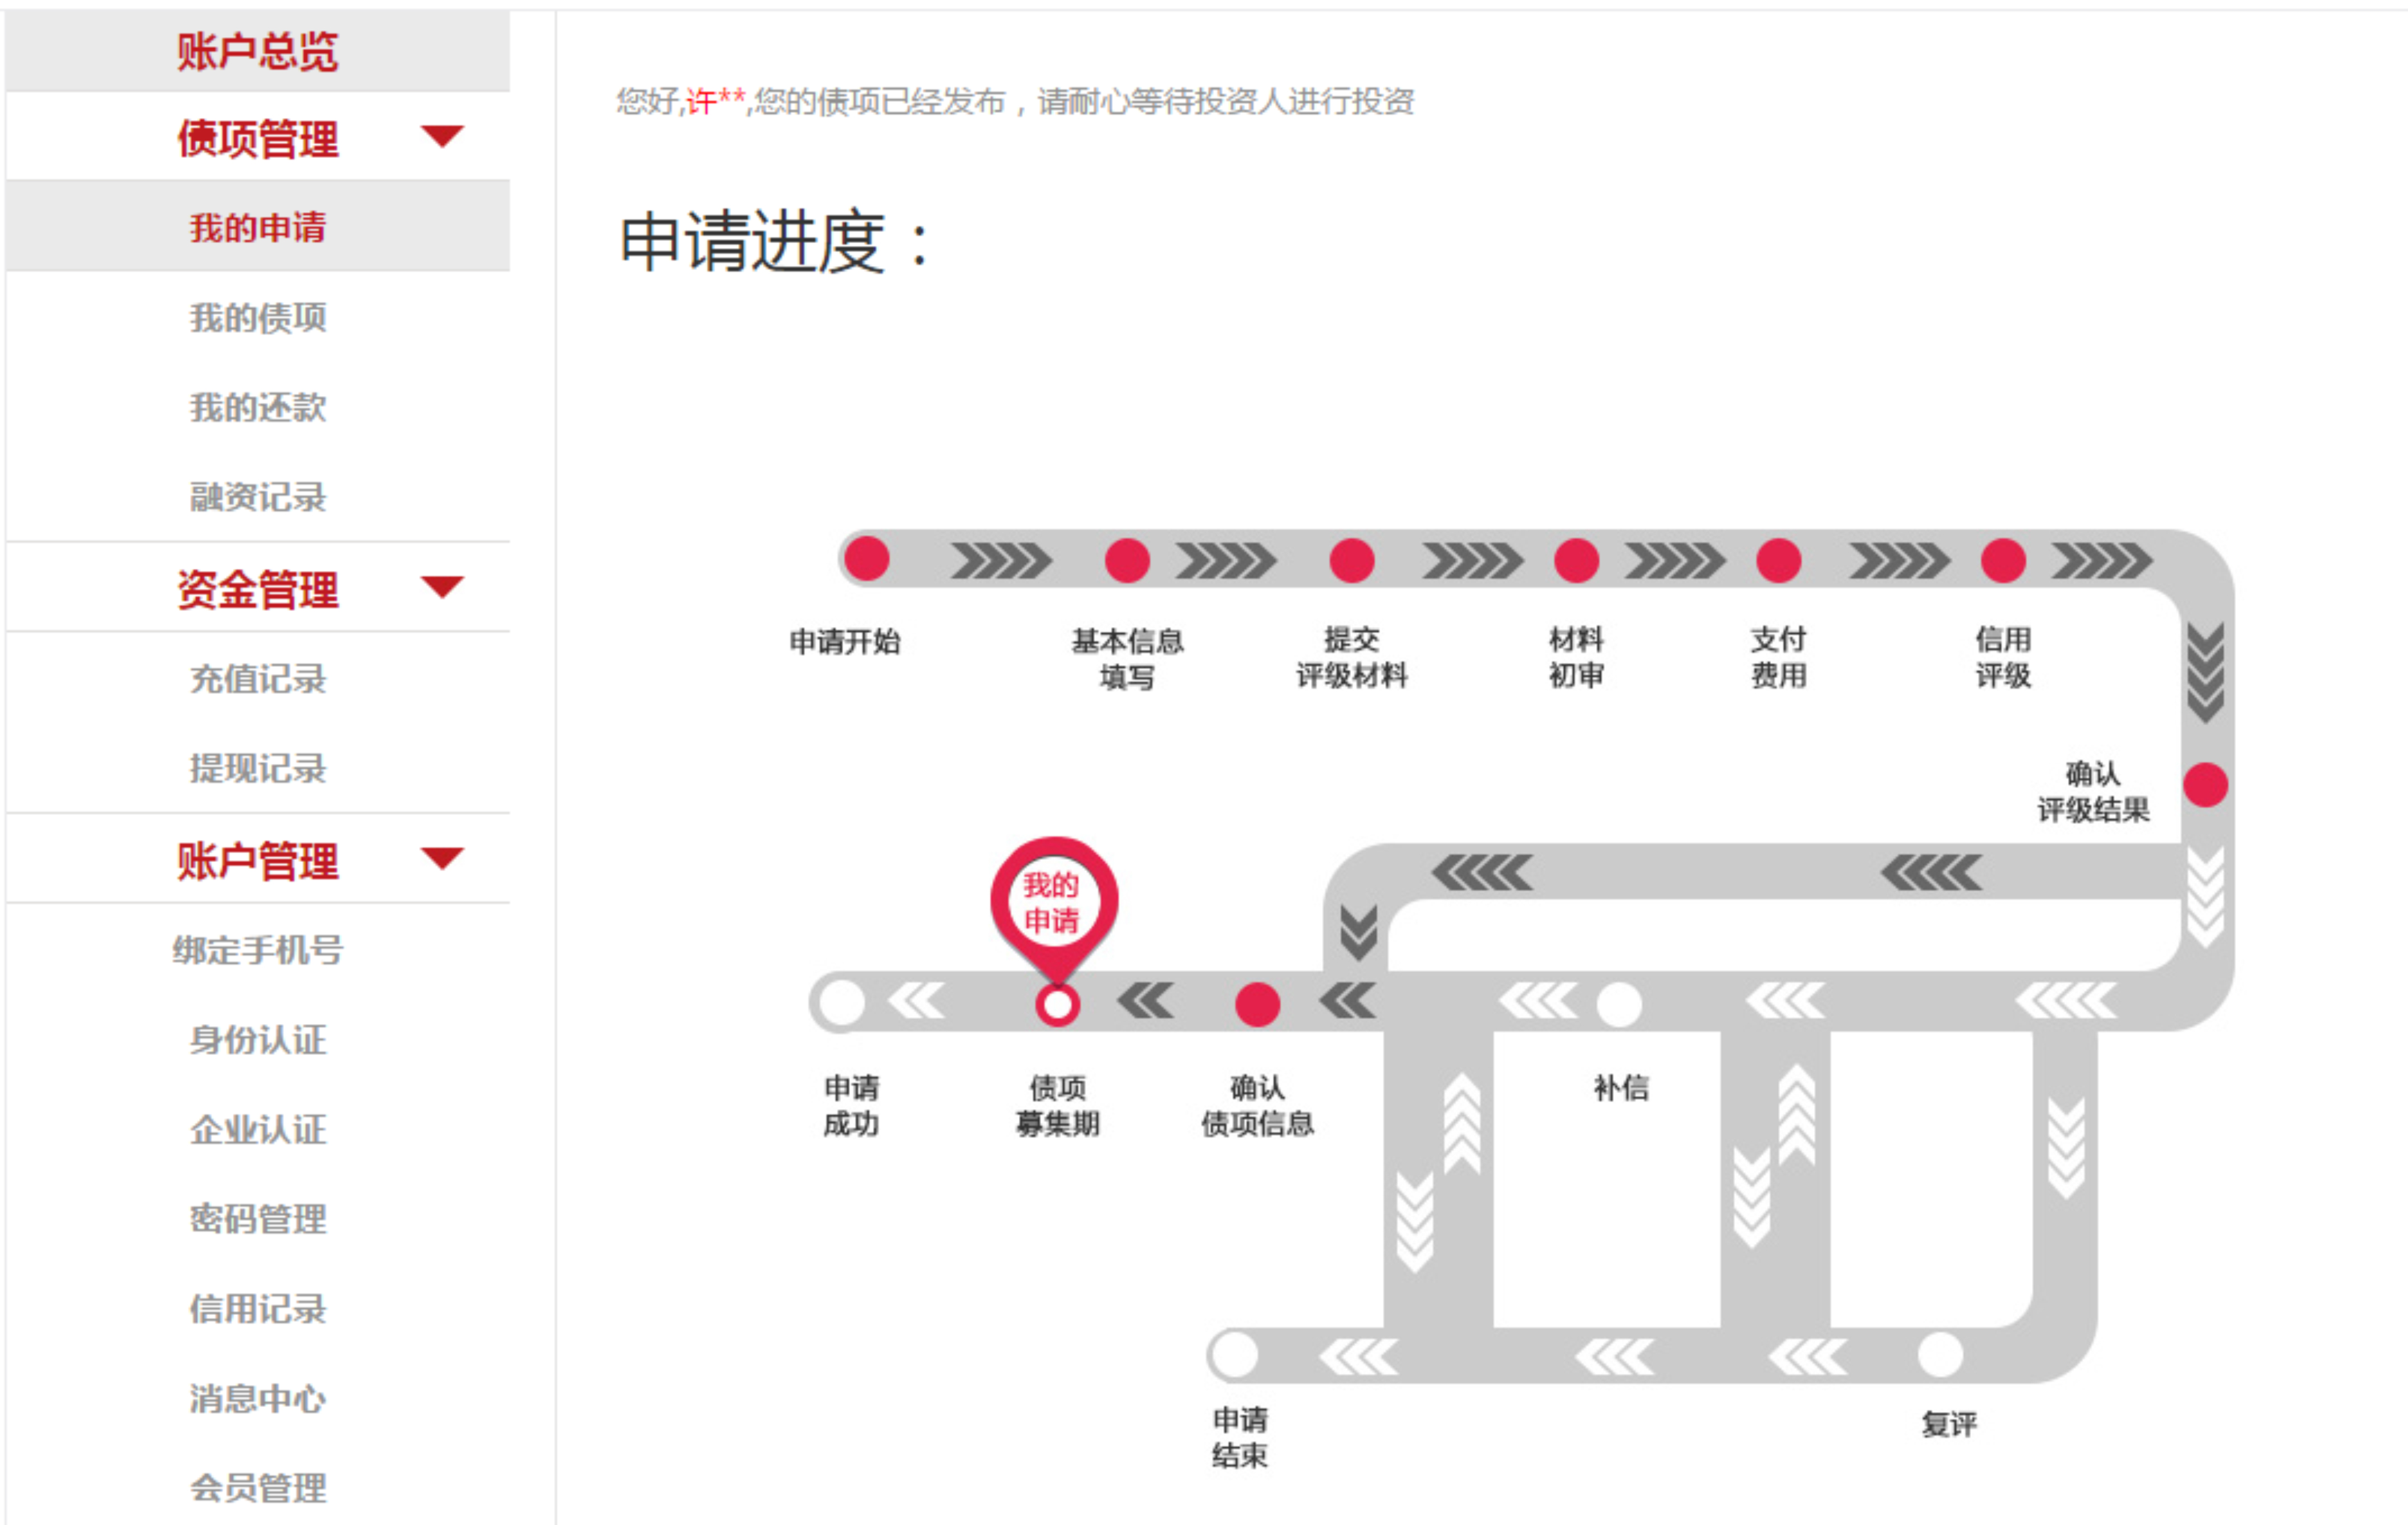 账户总览
债项管理
我的申请
我的债项
我的还款
融资记录
资金管理
充值记录
提现记录
账户管理
绑定手机号
身份认证
企业认证
密码管理
信用记录
消息中心
会员管理
您好,许**,您的债项已经发布，请耐心等待投资人进行投资
申请进度：
申请开始
基本信息
填写
提交
评级材料
材料
初审
支付
费用
信用
评级
确认
评级结果
我的
申请
申请
成功
债项
募集期
确认
债项信息
补信
申请
结束
复评